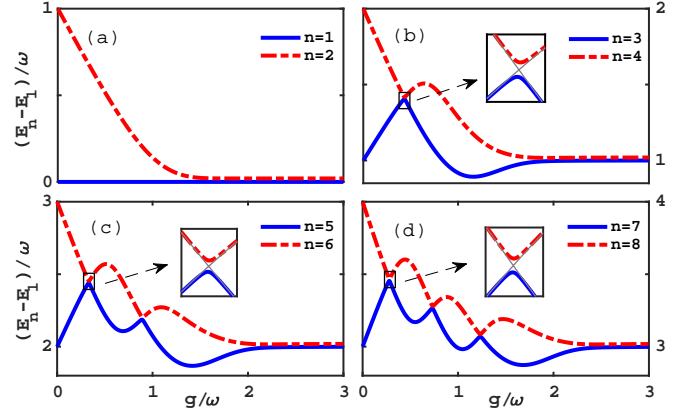 1
(a)
n=1
n=2
0
(E_n-E_1)/ω
(b)
n=3
n=4
2
1
3
(c)
n=5
n=6
2
(E_n-E_1)/ω
0 1 2 3
g/ω
(d)
n=7
n=8
4
3
0 1 2 3
g/ω